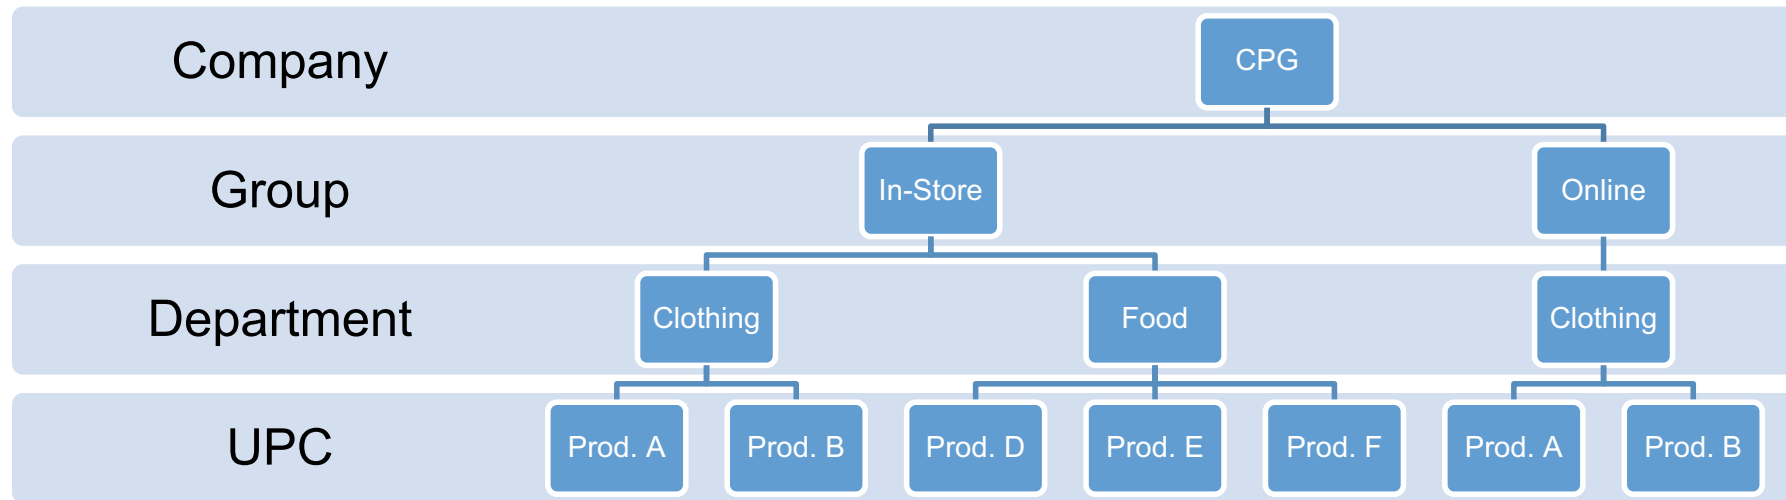 Company
CPG
Group
In-Store
Online
Department
Clothing
Food
Clothing
UPC
Prod. A
Prod. B
Prod. D
Prod. E
Prod. F
Prod. A
Prod. B